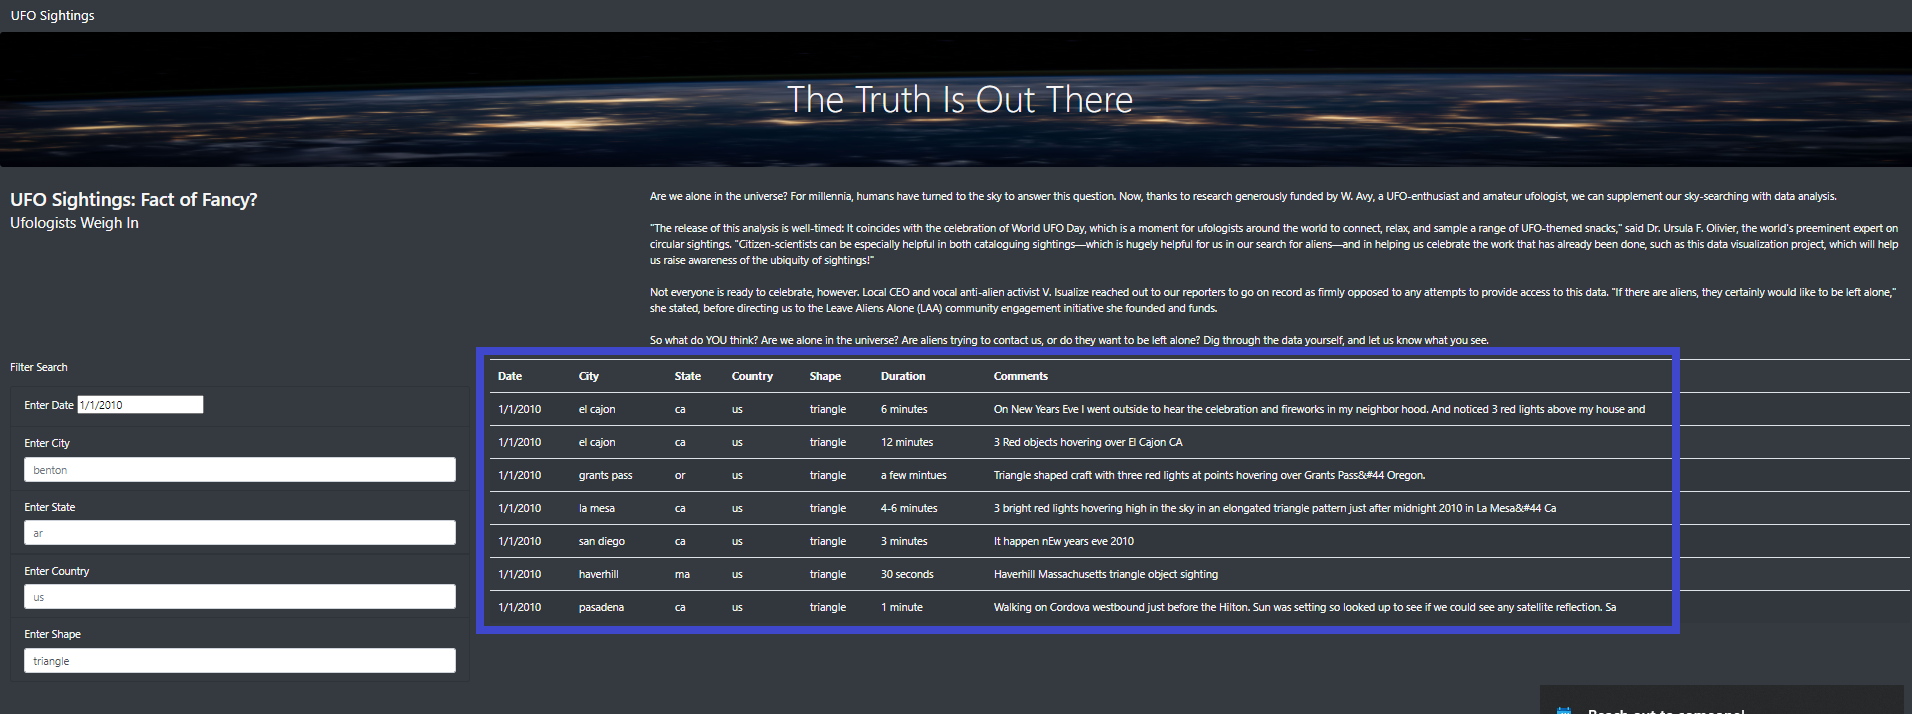 UFO Sightings
The Truth Is Out There
UFO Sightings: Fact of Fancy?
Ufologists Weigh In
Are we alone in the universe? For millennia, humans have turned to the sky to answer this question. Now, thanks to research generously funded by W. Avy, a UFO-enthusiast and amateur ufologist, we can supplement our sky-searching with data analysis.
"The release of this analysis is well-timed: It coincides with the celebration of World UFO Day, which is a moment for ufologists around the world to connect, relax, and sample a range of UFO-themed snacks," said Dr. Ursula F. Olivier, the world's preeminent expert on
circular sightings. "Citizen-scientists can be especially helpful in both cataloguing sightings—which is hugely helpful for us in our search for aliens—and in helping us celebrate the work that has already been done, such as this data visualization project, which will help
us raise awareness of the ubiquity of sightings!"
Not everyone is ready to celebrate, however. Local CEO and vocal anti-alien activist V. Isualize reached out to our reporters to go on record as firmly opposed to any attempts to provide access to this data. "If there are aliens, they certainly would like to be left alone,"
she stated, before directing us to the Leave Aliens Alone (LAA) community engagement initiative she founded and funds.
So what do YOU think? Are we alone in the universe? Are aliens trying to contact us, or do they want to be left alone? Dig through the data yourself, and let us know what you see.
Filter Search
Enter Date 1/1/2010
Enter City
benton
Enter State
ar
Enter Country
us
Enter Shape
triangle
Date City State Country Shape Duration Comments
1/1/2010 el cajon ca us triangle 6 minutes On New Years Eve I went outside to hear the celebration and fireworks in my neighbor hood. And noticed 3 red lights above my house and
1/1/2010 el cajon ca us triangle 12 minutes 3 Red objects hovering over El Cajon CA
1/1/2010 grants pass or us triangle a few mintues Triangle shaped craft with three red lights at points hovering over Grants Pass&#44 Oregon.
1/1/2010 la mesa ca us triangle 4-6 minutes 3 bright red lights hovering high in the sky in an elongated triangle pattern just after midnight 2010 in La Mesa&#44 Ca
1/1/2010 san diego ca us triangle 3 minutes It happen nEw years eve 2010
1/1/2010 haverhill ma us triangle 30 seconds Haverhill Massachusetts triangle object sighting
1/1/2010 pasadena ca us triangle 1 minute Walking on Cordova westbound just before the Hilton. Sun was setting so looked up to see if we could see any satellite reflection. Sa
Reach out to someone!